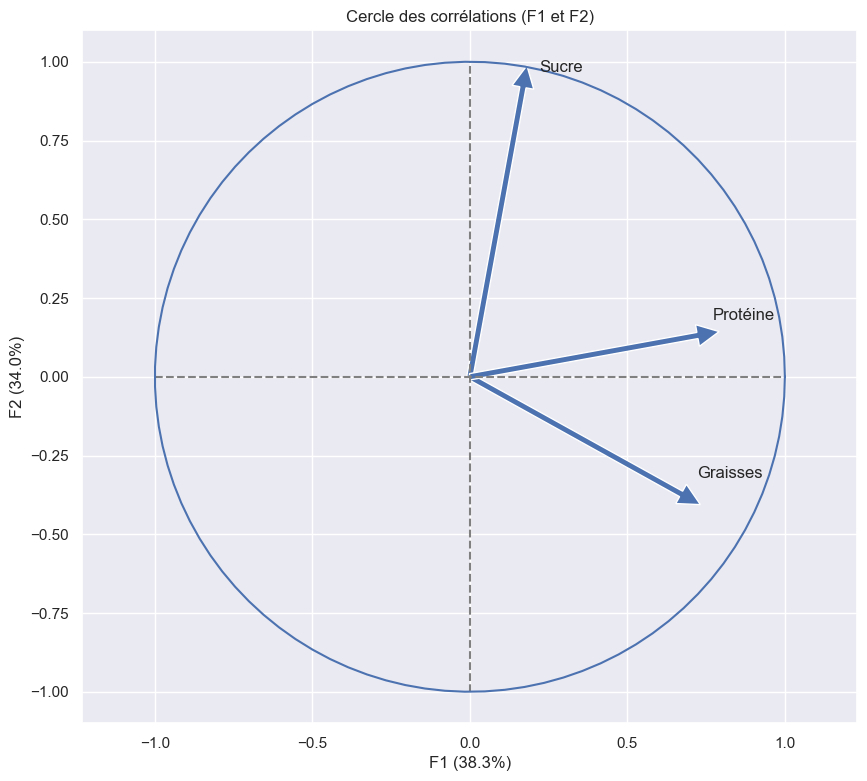 Cercle des corrélations (F1 et F2)
1.00
Sucre
0.75
0.50
0.25
Protéine
0.00
F2 (34.0%)
−0.25
Graisses
−0.50
−0.75
−1.00
−1.0 −0.5 0.0 0.5 1.0
F1 (38.3%)